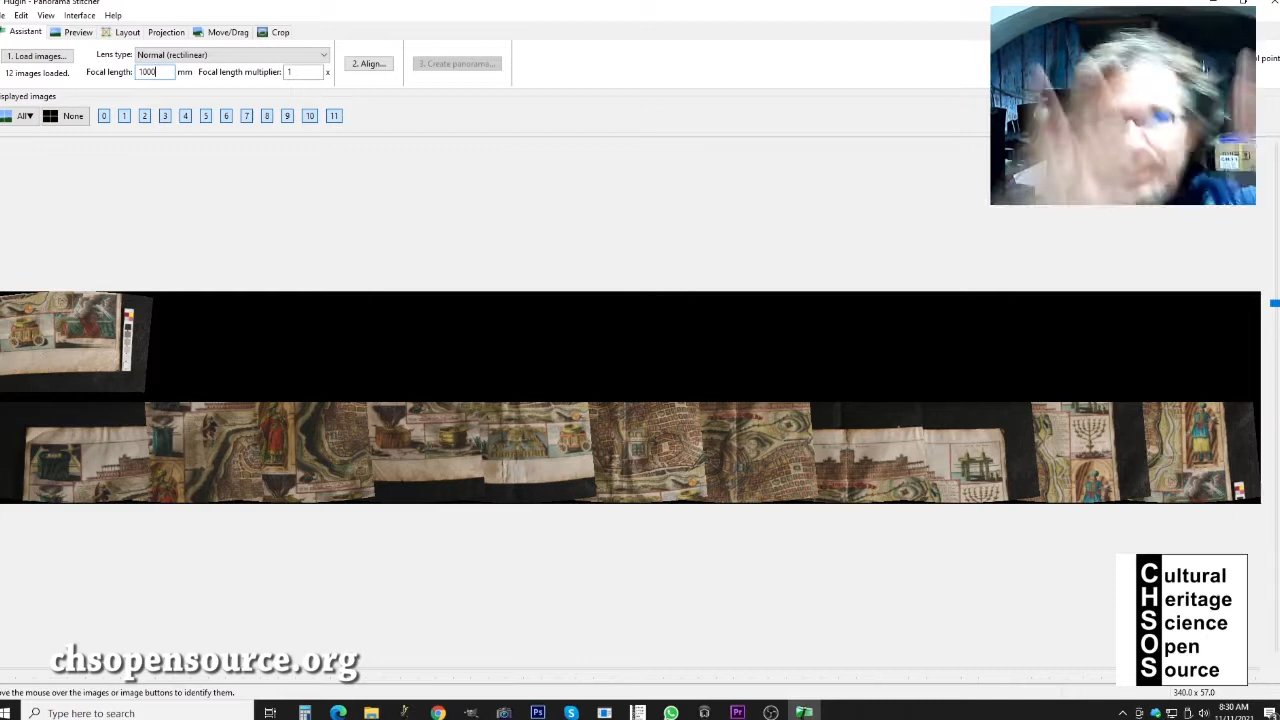 Hugin - Panorama Stitcher
Edit View Interface Help
Assistant Preview Layout Projection Move/Drag Crop
1. Load images... Lens type: Normal (rectilinear) 2. Align... 3. Create panorama...
12 images loaded. Focal length: 1000 mm Focal length multiplier: 1 x
isplayed images
All None 0 1 2 3 4 5 6 7 8 9 10 11
Cultural
Heritage
Science
Open
Source
chsopensource.org
ove the mouse over the images or image buttons to identify them. 340.0 x 57.0
Type here to search 8:30 AM
11/11/2021